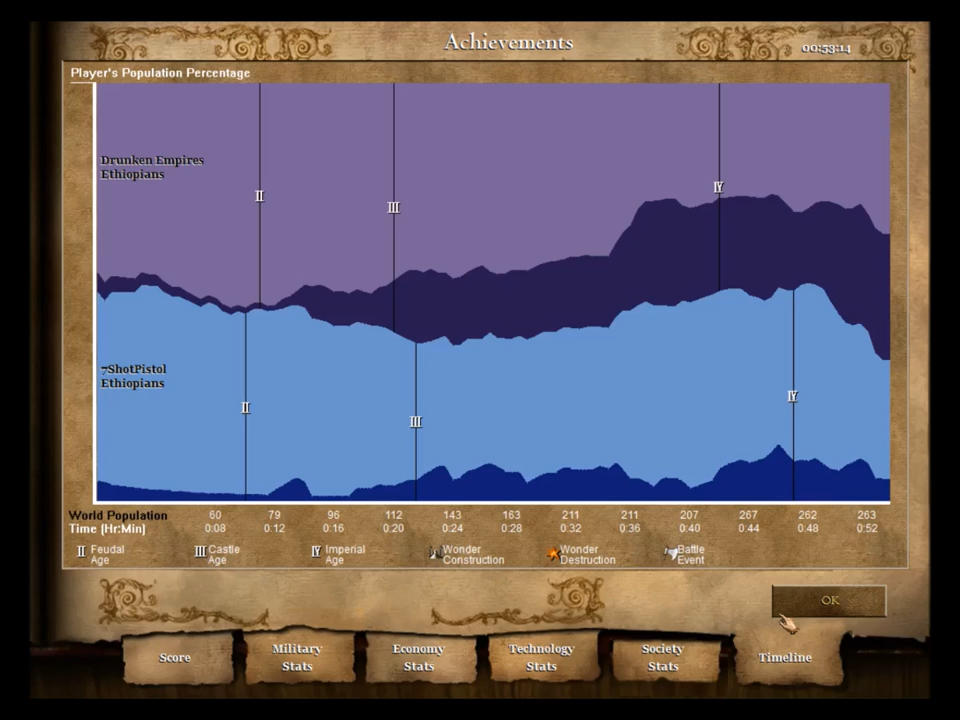 Achievements
00:53:14
Player's Population Percentage
Drunken Empires
Ethiopians
II
III
IV
7ShotPistol
Ethiopians
II
III
IV
World Population 60 79 96 112 143 163 211 211 207 267 262 263
Time (Hr:Min) 0:08 0:12 0:16 0:20 0:24 0:28 0:32 0:36 0:40 0:44 0:48 0:52
II Feudal Age
III Castle Age
IV Imperial Age
Wonder Construction
Wonder Destruction
Battle Event
OK
Score
Military Stats
Economy Stats
Technology Stats
Society Stats
Timeline